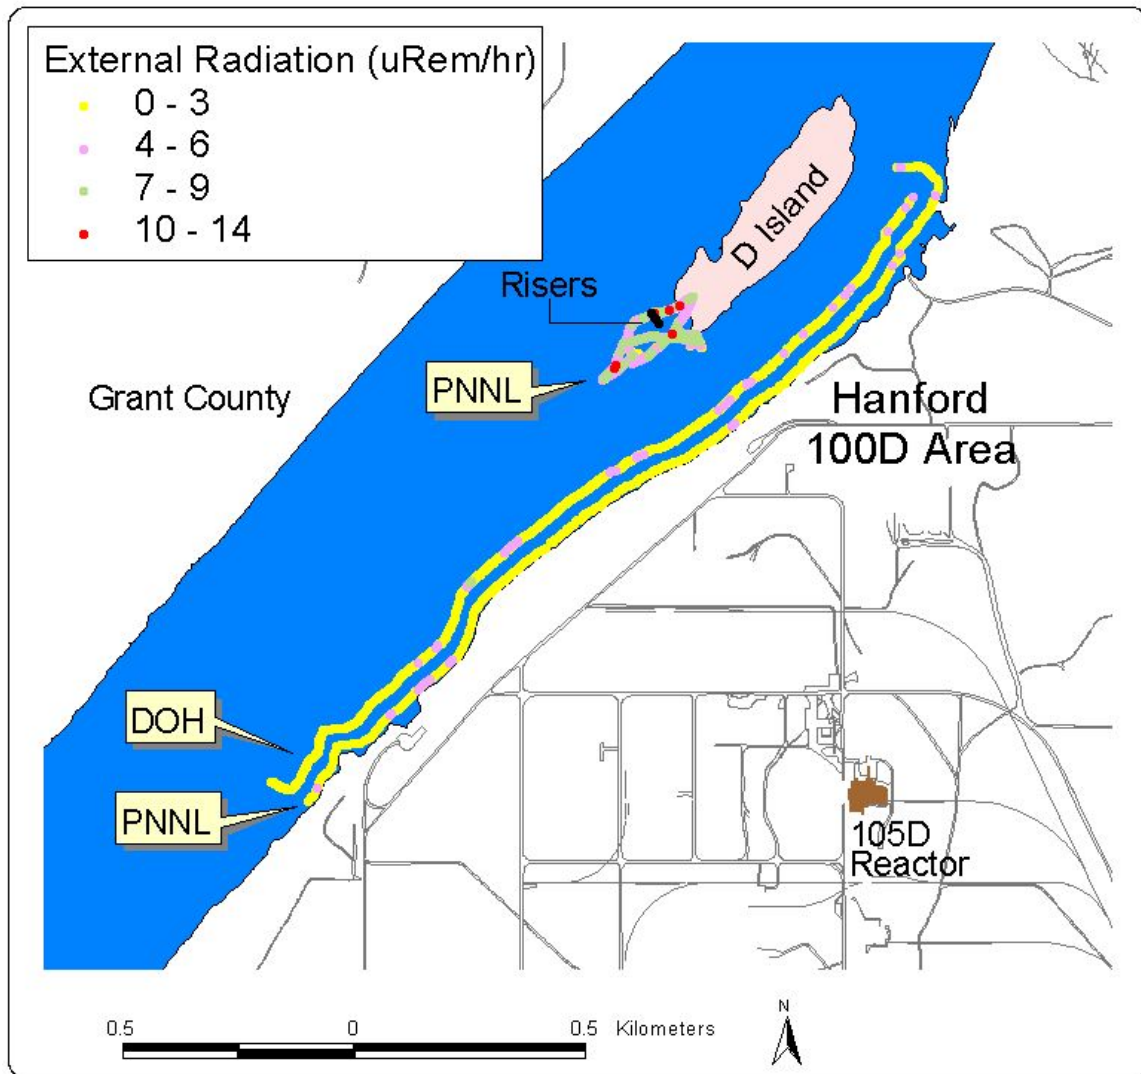 External Radiation (uRem/hr)
0 - 3
4 - 6
7 - 9
10 - 14
D Island
Risers
PNNL
Grant County
Hanford
100D Area
DOH
PNNL
105D
Reactor
0.5 0 0.5 Kilometers
N